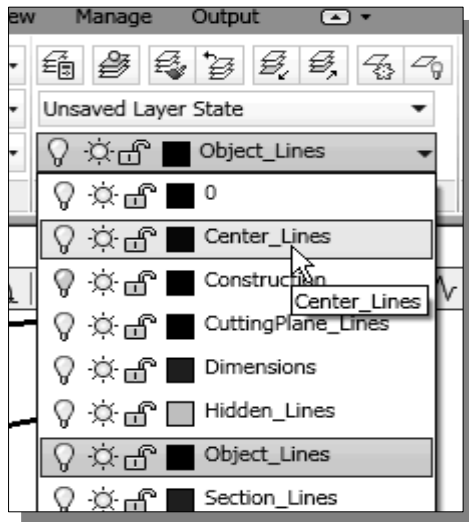 ew Manage Output
Unsaved Layer State
Object_Lines
0
Center_Lines
Construction
Center_Lines
CuttingPlane_Lines
Dimensions
Hidden_Lines
Object_Lines
Section_Lines